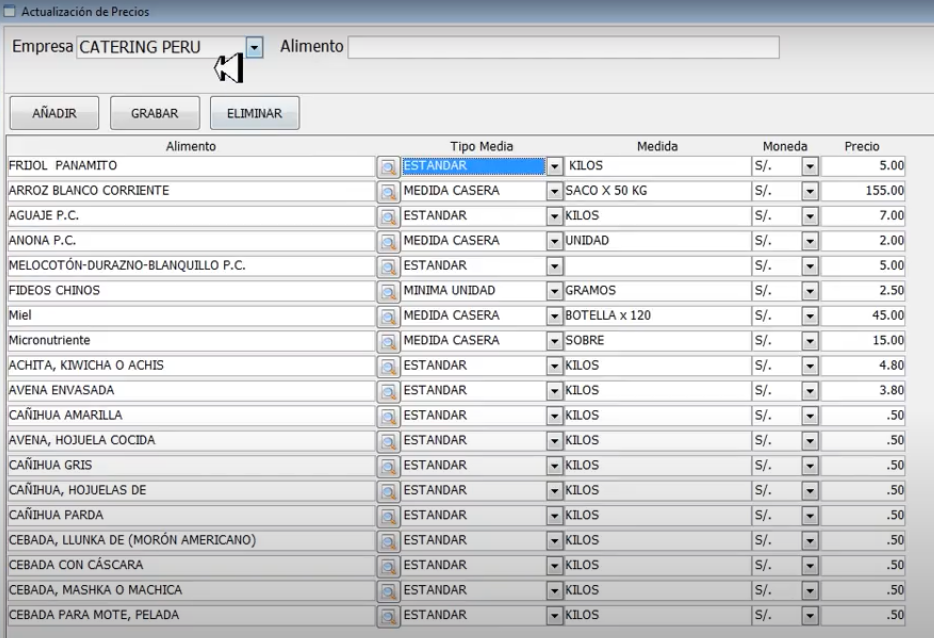 Actualización de Precios
Empresa CATERING PERU Alimento
AÑADIR GRABAR ELIMINAR
Alimento Tipo Media Medida Moneda Precio
FRIJOL PANAMITO ESTANDAR KILOS S/. 5.00
ARROZ BLANCO CORRIENTE MEDIDA CASERA SACO X 50 KG S/. 155.00
AGUAJE P.C. ESTANDAR KILOS S/. 7.00
ANONA P.C. MEDIDA CASERA UNIDAD S/. 2.00
MELOCOTÓN-DURAZNO-BLANQUILLO P.C. ESTANDAR S/. 5.00
FIDEOS CHINOS MINIMA UNIDAD GRAMOS S/. 2.50
Miel MEDIDA CASERA BOTELLA x 120 S/. 45.00
Micronutriente MEDIDA CASERA SOBRE S/. 15.00
ACHITA, KIWICHA O ACHIS ESTANDAR KILOS S/. 4.80
AVENA ENVASADA ESTANDAR KILOS S/. 3.80
CAÑIHUA AMARILLA ESTANDAR KILOS S/. .50
AVENA, HOJUELA COCIDA ESTANDAR KILOS S/. .50
CAÑIHUA GRIS ESTANDAR KILOS S/. .50
CAÑIHUA, HOJUELAS DE ESTANDAR KILOS S/. .50
CAÑIHUA PARDA ESTANDAR KILOS S/. .50
CEBADA, LLUNKA DE (MORÓN AMERICANO) ESTANDAR KILOS S/. .50
CEBADA CON CÁSCARA ESTANDAR KILOS S/. .50
CEBADA, MASHKA O MACHICA ESTANDAR KILOS S/. .50
CEBADA PARA MOTE, PELADA ESTANDAR KILOS S/. .50